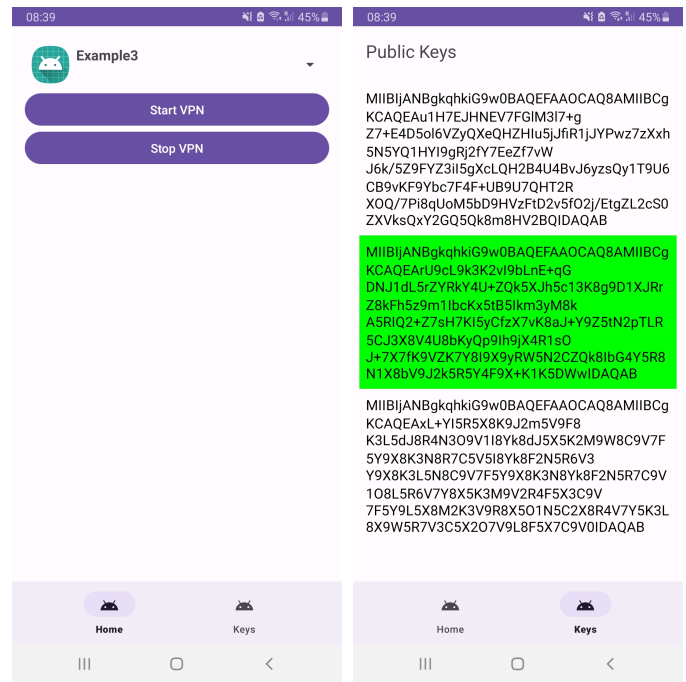 08:39
45%
Example3
Start VPN
Stop VPN
Home
Keys
08:39
45%
Public Keys
MIIBIjANBgkqhkiG9w0BAQEFAAOCAQ8AMIIBCg
KCAQEAu1H7EJHNEV7FGlM3l7+g
Z7+E4D5ol6VZyQXeQHZHIu5jJfiR1jJYPwz7zXxh
5N5YQ1HYI9gRj2fY7EeZf7vW
J6k/5Z9FYZ3iI5gXcLQH2B4U4BvJ6yzsQy1T9U6
CB9vKF9Ybc7F4F+UB9U7QHT2R
XOQ/7Pi8qUoM5bD9HVzFtD2v5fO2j/EtgZL2cS0
ZXVksQxY2GQ5Qk8m8HV2BQIDAQAB
MIIBIjANBgkqhkiG9w0BAQEFAAOCAQ8AMIIBCg
KCAQEArU9cL9k3K2vI9bLnE+qG
DNJ1dL5rZYRkY4U+ZQk5XJh5c13K8g9D1XJRr
Z8kFh5z9m1IbcKx5tB5Ikm3yM8k
A5RIQ2+Z7sH7KI5yCfzX7vK8aJ+Y9Z5tN2pTLR
5CJ3X8V4U8bKyQp9Ih9jX4R1sO
J+7X7fK9VZK7Y8I9X9yRW5N2CZQk8IbG4Y5R8
N1X8bV9J2k5R5Y4F9X+K1K5DWwIDAQAB
MIIBIjANBgkqhkiG9w0BAQEFAAOCAQ8AMIIBCg
KCAQEAxL+YI5R5X8K9J2m5V9F8
K3L5dJ8R4N3O9V1I8Yk8dJ5X5K2M9W8C9V7F
5Y9X8K3N8R7C5V5I8Yk8F2N5R6V3
Y9X8K3L5N8C9V7F5Y9X8K3N8Yk8F2N5R7C9V
1O8L5R6V7Y8X5K3M9V2R4F5X3C9V
7F5Y9L5X8M2K3V9R8X5O1N5C2X8R4V7Y5K3L
8X9W5R7V3C5X2O7V9L8F5X7C9V0IDAQAB
Home
Keys